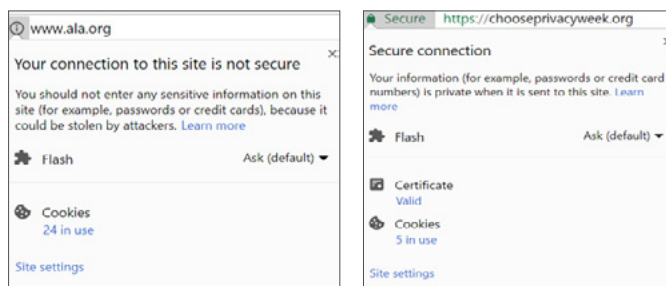 www.ala.org
Your connection to this site is not secure
You should not enter any sensitive information on this
site (for example, passwords or credit cards), because it
could be stolen by attackers. Learn more
Flash Ask (default)
Cookies
24 in use
Site settings
Secure https://chooseprivacyweek.org
Secure connection
Your information (for example, passwords or credit card
numbers) is private when it is sent to this site. Learn
more
Flash Ask (default)
Certificate
Valid
Cookies
5 in use
Site settings